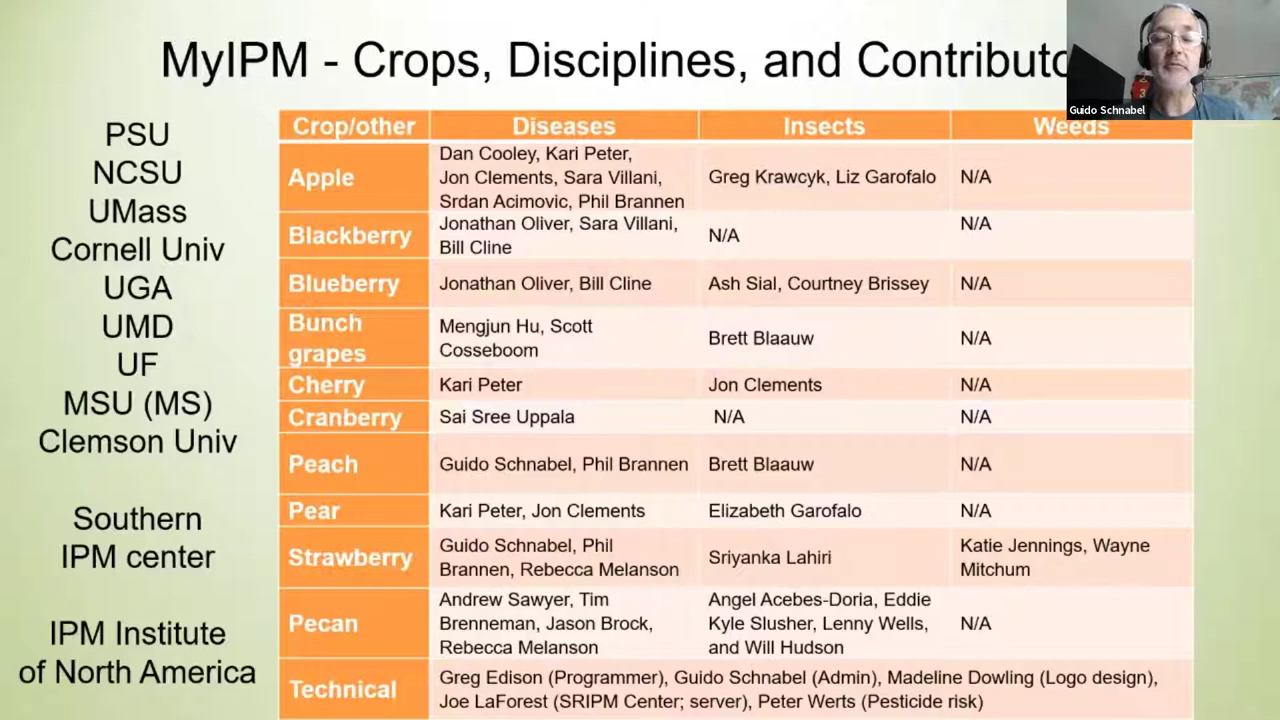 MyIPM - Crops, Disciplines, and Contributo
Guido Schnabel
PSU
NCSU
UMass
Cornell Univ
UGA
UMD
UF
MSU (MS)
Clemson Univ
Southern
IPM center
IPM Institute
of North America
Crop/other Diseases Insects Weeds
Apple
Dan Cooley, Kari Peter,
Jon Clements, Sara Villani,
Srdan Acimovic, Phil Brannen
Greg Krawcyk, Liz Garofalo
N/A
Blackberry
Jonathan Oliver, Sara Villani,
Bill Cline
N/A
N/A
Blueberry
Jonathan Oliver, Bill Cline
Ash Sial, Courtney Brissey
N/A
Bunch
grapes
Mengjun Hu, Scott
Cosseboom
Brett Blaauw
N/A
Cherry
Kari Peter
Jon Clements
N/A
Cranberry
Sai Sree Uppala
N/A
N/A
Peach
Guido Schnabel, Phil Brannen
Brett Blaauw
N/A
Pear
Kari Peter, Jon Clements
Elizabeth Garofalo
N/A
Strawberry
Guido Schnabel, Phil
Brannen, Rebecca Melanson
Sriyanka Lahiri
Katie Jennings, Wayne
Mitchum
Pecan
Andrew Sawyer, Tim
Brenneman, Jason Brock,
Rebecca Melanson
Angel Acebes-Doria, Eddie
Kyle Slusher, Lenny Wells,
and Will Hudson
N/A
Technical
Greg Edison (Programmer), Guido Schnabel (Admin), Madeline Dowling (Logo design),
Joe LaForest (SRIPM Center; server), Peter Werts (Pesticide risk)